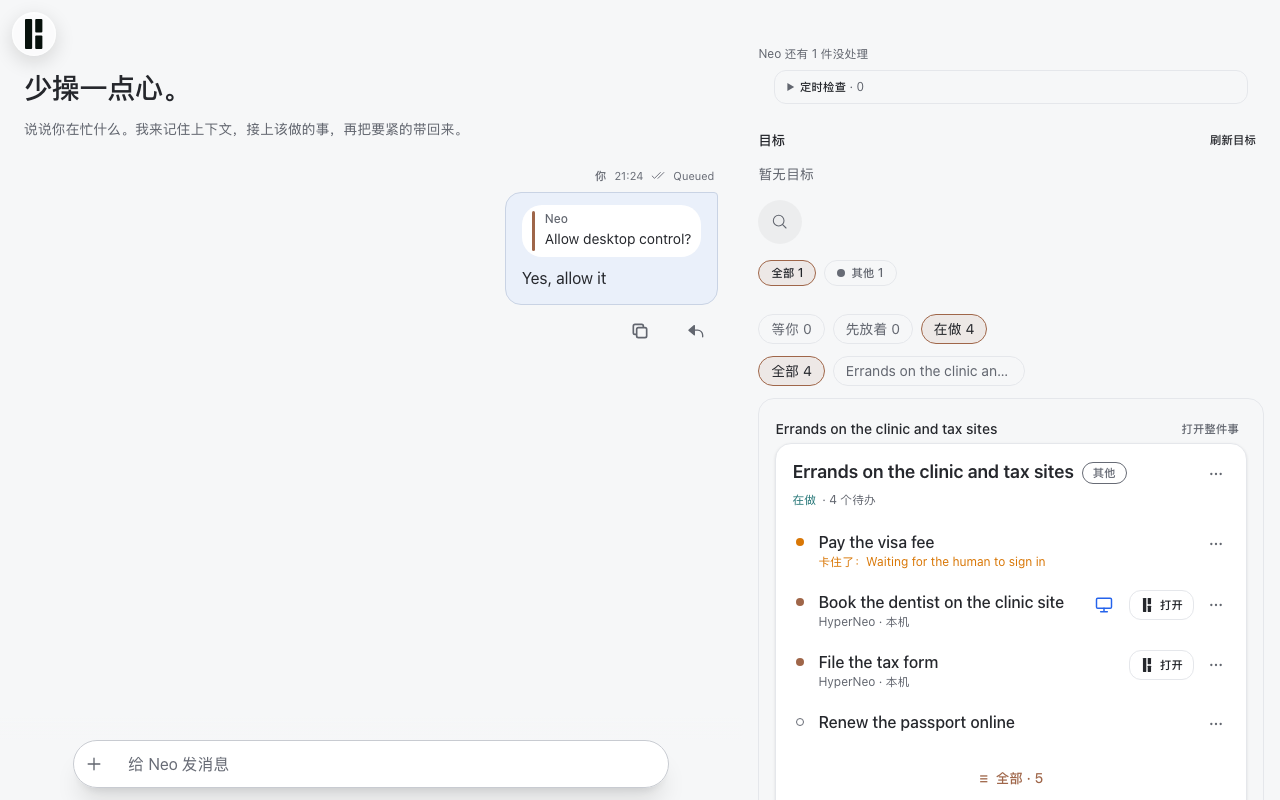 少操一点心。
说说你在忙什么。我来记住上下文，接上该做的事，再把要紧的带回来。
你 21:24 Queued
Neo
Allow desktop control?
Yes, allow it
给 Neo 发消息
Neo 还有 1 件没处理
定时检查 · 0
目标
刷新目标
暂无目标
全部 1
其他 1
等你 0
先放着 0
在做 4
全部 4
Errands on the clinic an...
Errands on the clinic and tax sites
打开整件事
Errands on the clinic and tax sites
其他
在做 · 4 个待办
Pay the visa fee
卡住了：Waiting for the human to sign in
Book the dentist on the clinic site
HyperNeo · 本机
打开
File the tax form
HyperNeo · 本机
打开
Renew the passport online
全部 · 5